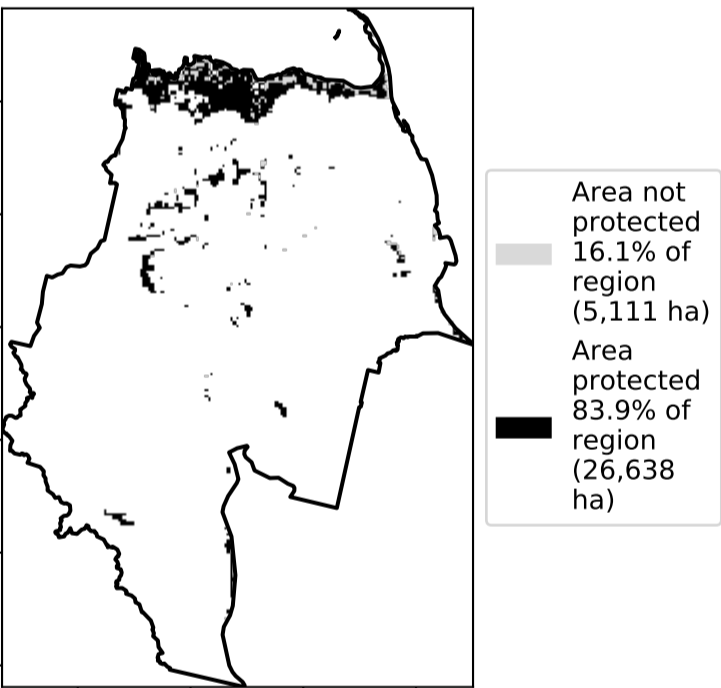 Area not
protected
16.1% of
region
(5,111 ha)
Area
protected
83.9% of
region
(26,638
ha)